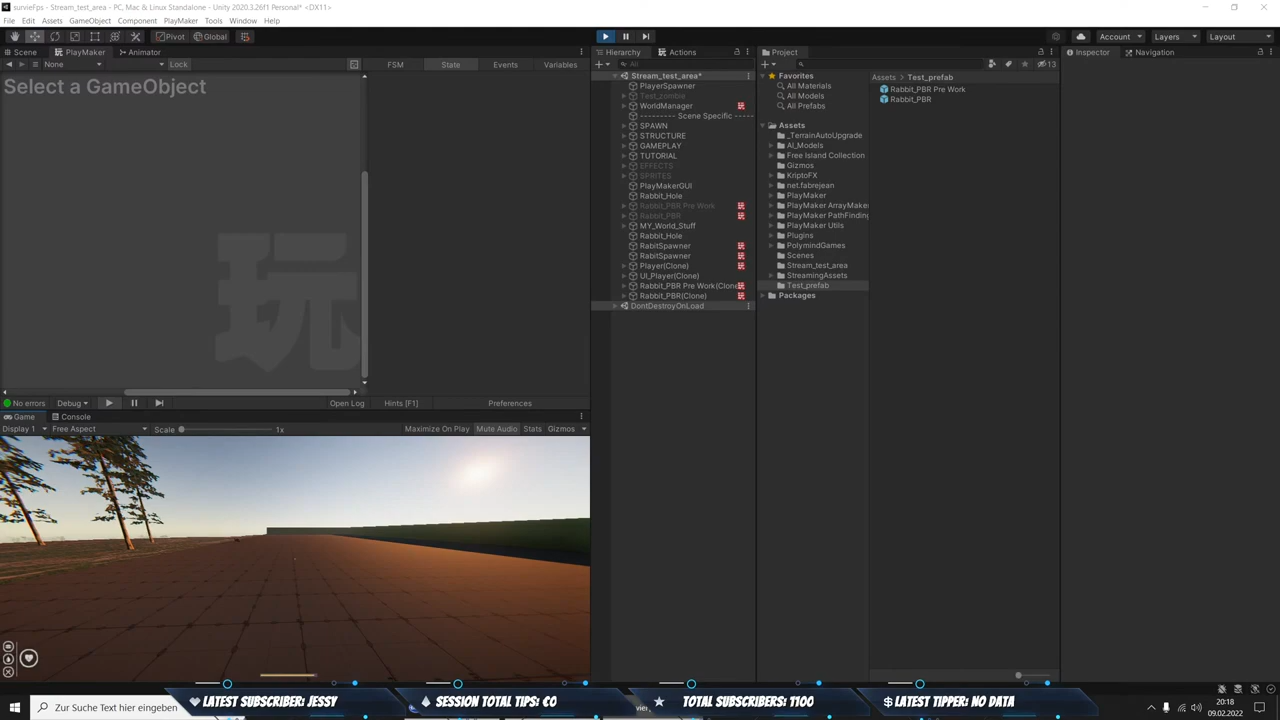 survieFps - Stream_test_area - PC, Mac & Linux Standalone - Unity 2020.3.26f1 Personal* <DX11>
File Edit Assets GameObject Component PlayMaker Tools Window Help
Pivot Global Account Layers Layout
Scene PlayMaker Animator
None Lock FSM State Events Variables
Select a GameObject
玩
No errors Debug Open Log Hints [F1] Preferences
Game Console
Display 1 Free Aspect Scale 1x Maximize On Play Mute Audio Stats Gizmos
Hierarchy Actions
All
Stream_test_area*
PlayerSpawner
Test_zombie
WorldManager
--------- Scene Specific -----
SPAWN
STRUCTURE
GAMEPLAY
TUTORIAL
EFFECTS
SPRITES
PlayMakerGUI
Rabbit_Hole
Rabbit_PBR Pre Work
Rabbit_PBR
MY_World_Stuff
Rabbit_Hole
RabitSpawner
RabitSpawner
Player(Clone)
UI_Player(Clone)
Rabbit_PBR Pre Work(Clone
Rabbit_PBR(Clone)
DontDestroyOnLoad
Project
13
Favorites
All Materials
All Models
All Prefabs
Assets
_TerrainAutoUpgrade
AI_Models
Free Island Collection
Gizmos
KriptoFX
net.fabrejean
PlayMaker
PlayMaker ArrayMaker
PlayMaker PathFinding
PlayMaker Utils
Plugins
PolymindGames
Scenes
Stream_test_area
StreamingAssets
Test_prefab
Packages
Assets > Test_prefab
Rabbit_PBR Pre Work
Rabbit_PBR
Inspector Navigation
LATEST SUBSCRIBER: JESSY
SESSION TOTAL TIPS: €0
TOTAL SUBSCRIBERS: 1100
$ LATEST TIPPER: NO DATA
Zur Suche Text hier eingeben
20:18
09.02.2022